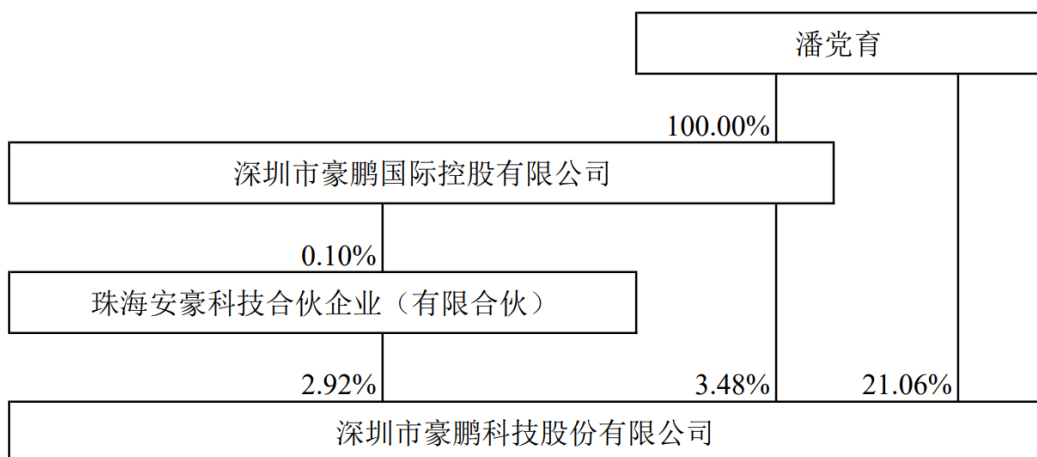 潘党育
100.00%
深圳市豪鹏国际控股有限公司
0.10%
珠海安豪科技合伙企业（有限合伙）
2.92%
3.48%
21.06%
深圳市豪鹏科技股份有限公司